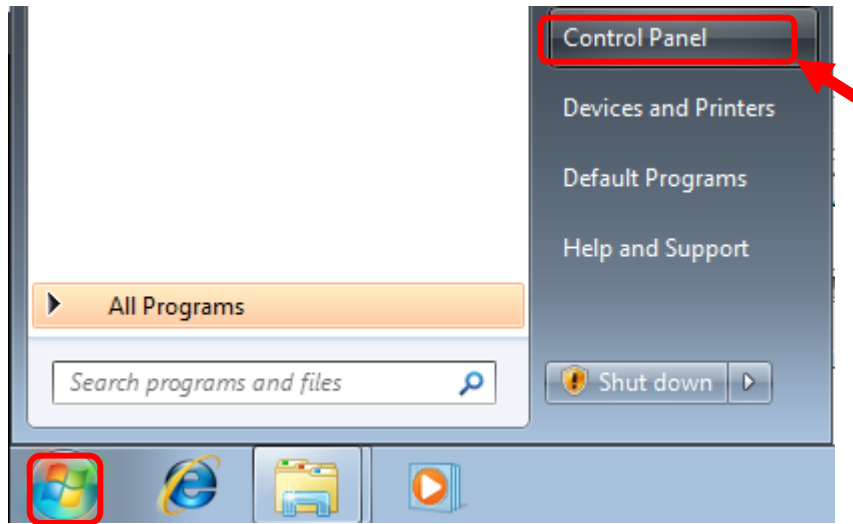 Control Panel
Devices and Printers
Default Programs
Help and Support
All Programs
Search programs and files
Shut down